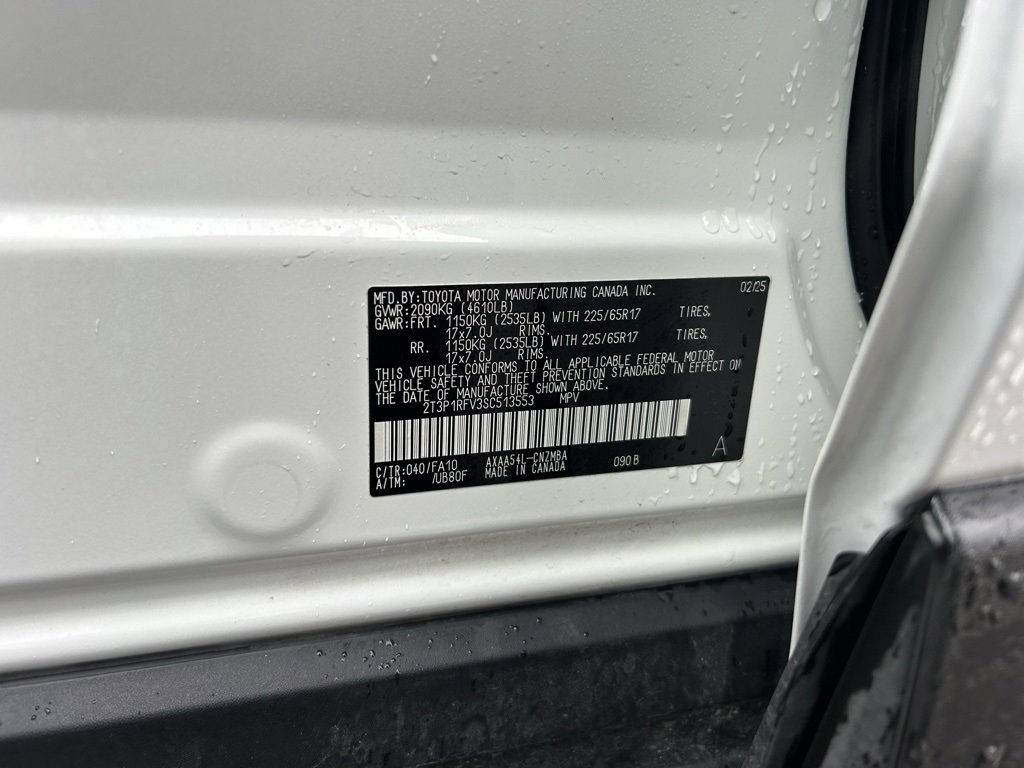 MFD.BY:TOYOTA MOTOR MANUFACTURING CANADA INC. 02/25
GVWR:2090KG (4610LB)
GAWR:FRT. 1150KG (2535LB) WITH 225/65R17 TIRES,
17x7.0J RIMS.
RR. 1150KG (2535LB) WITH 225/65R17 TIRES,
17x7.0J RIMS.
THIS VEHICLE CONFORMS TO ALL APPLICABLE FEDERAL MOTOR
VEHICLE SAFETY AND THEFT PREVENTION STANDARDS IN EFFECT ON
THE DATE OF MANUFACTURE SHOWN ABOVE.
2T3P1RFV3SC513553 MPV
A
C/TR:040/FA10 AXAA54L-CNZMBA 090B
A/TM: /UB80F MADE IN CANADA